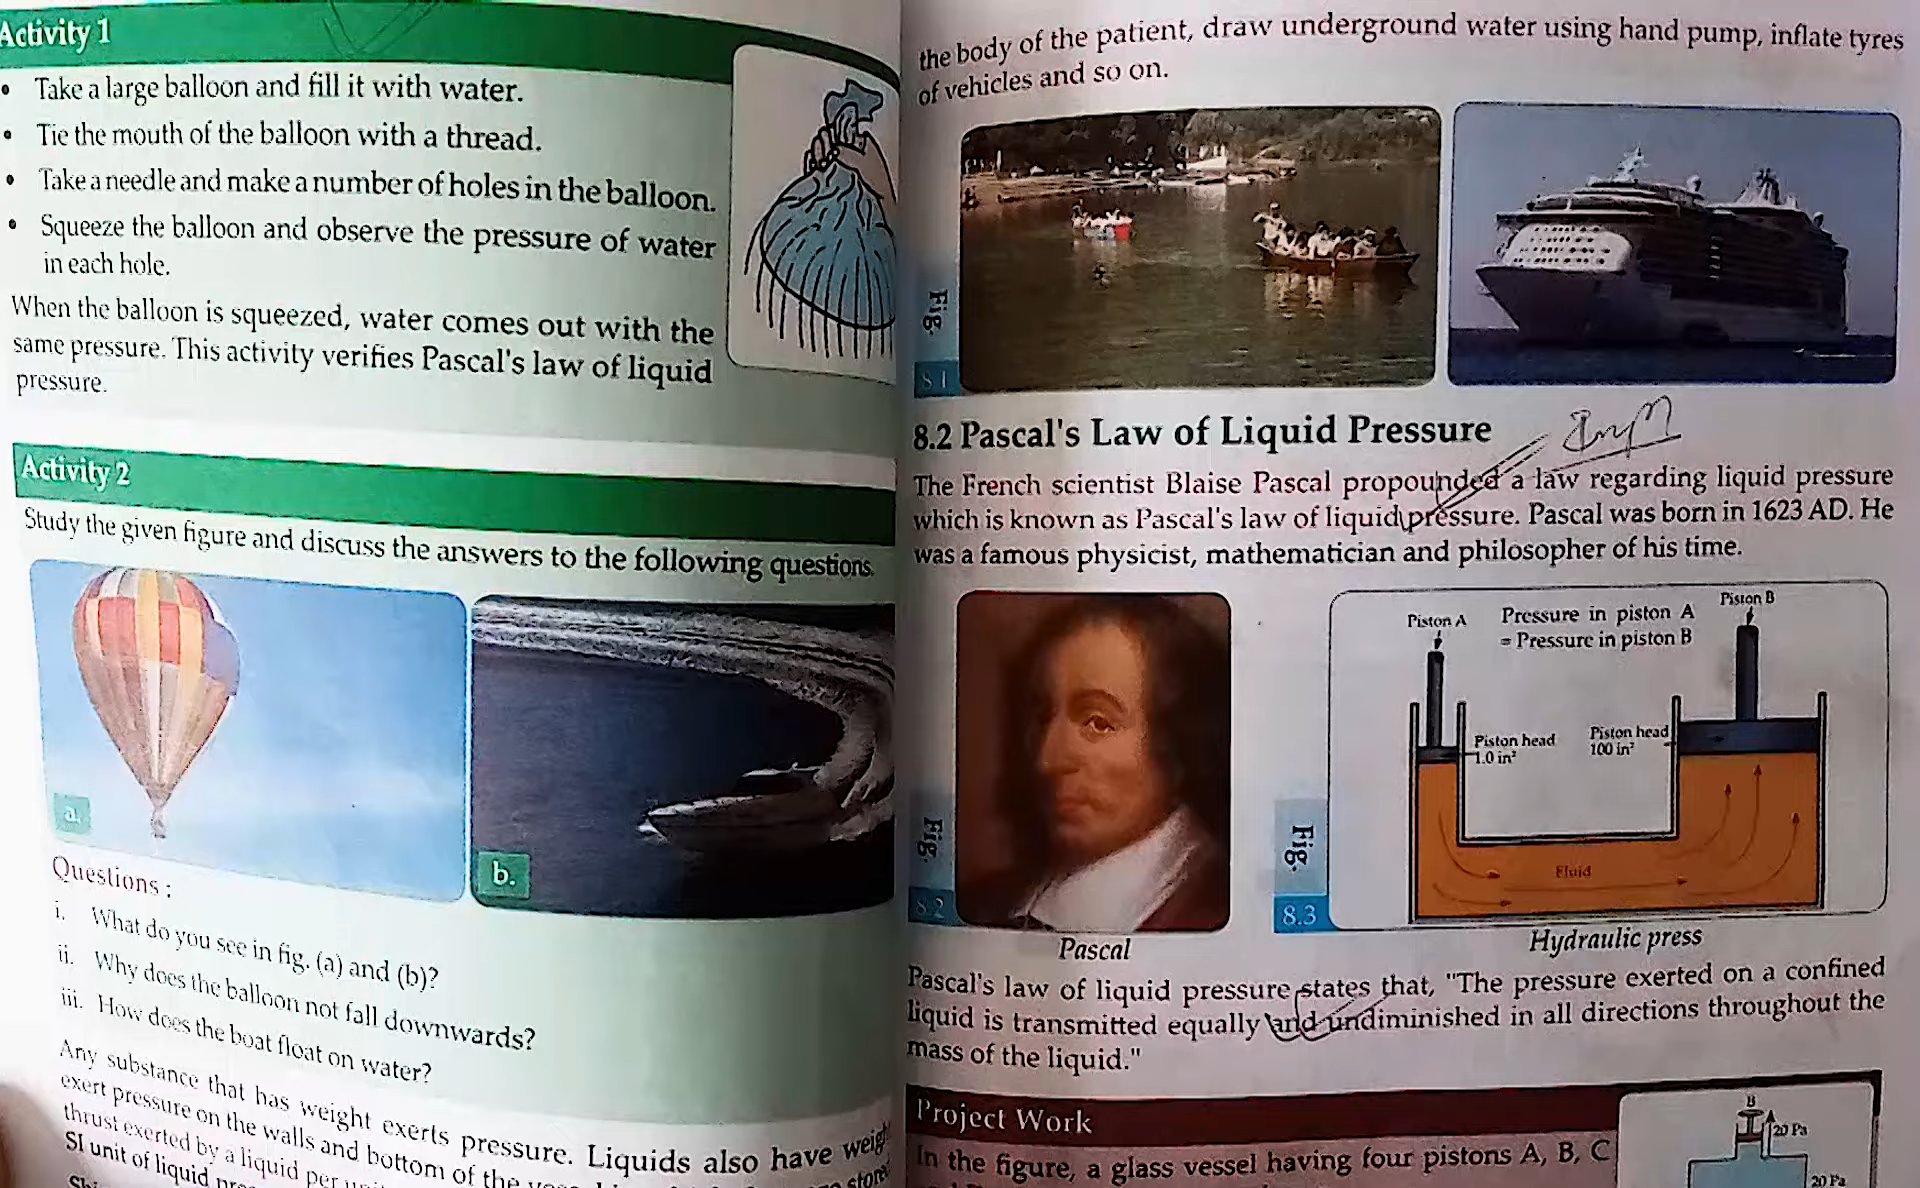 Activity 1
• Take a large balloon and fill it with water.
• Tie the mouth of the balloon with a thread.
• Take a needle and make a number of holes in the balloon.
• Squeeze the balloon and observe the pressure of water
in each hole.
When the balloon is squeezed, water comes out with the
same pressure. This activity verifies Pascal's law of liquid
pressure.
Activity 2
Study the given figure and discuss the answers to the following questions.
a.
b.
Questions :
i. What do you see in fig. (a) and (b)?
ii. Why does the balloon not fall downwards?
iii. How does the boat float on water?
Any substance that has weight exerts pressure. Liquids also have
exert pressure on the walls and bottom of the
thrust exerted by a liquid per
SI unit of liquid
the body of the patient, draw underground water using hand pump, inflate tyres
of vehicles and so on.
Fig.
8.1
8.2 Pascal's Law of Liquid Pressure
The French scientist Blaise Pascal propounded a law regarding liquid pressure
which is known as Pascal's law of liquid pressure. Pascal was born in 1623 AD. He
was a famous physicist, mathematician and philosopher of his time.
Fig.
8.2
Pascal
Fig.
8.3
Piston A
Pressure in piston A
= Pressure in piston B
Piston B
Piston head
1.0 in²
Piston head
100 in²
Fluid
Hydraulic press
Pascal's law of liquid pressure states that, "The pressure exerted on a confined
liquid is transmitted equally and undiminished in all directions throughout the
mass of the liquid."
Project Work
In the figure, a glass vessel having four pistons A, B, C
B
20 Pa
20 Pa